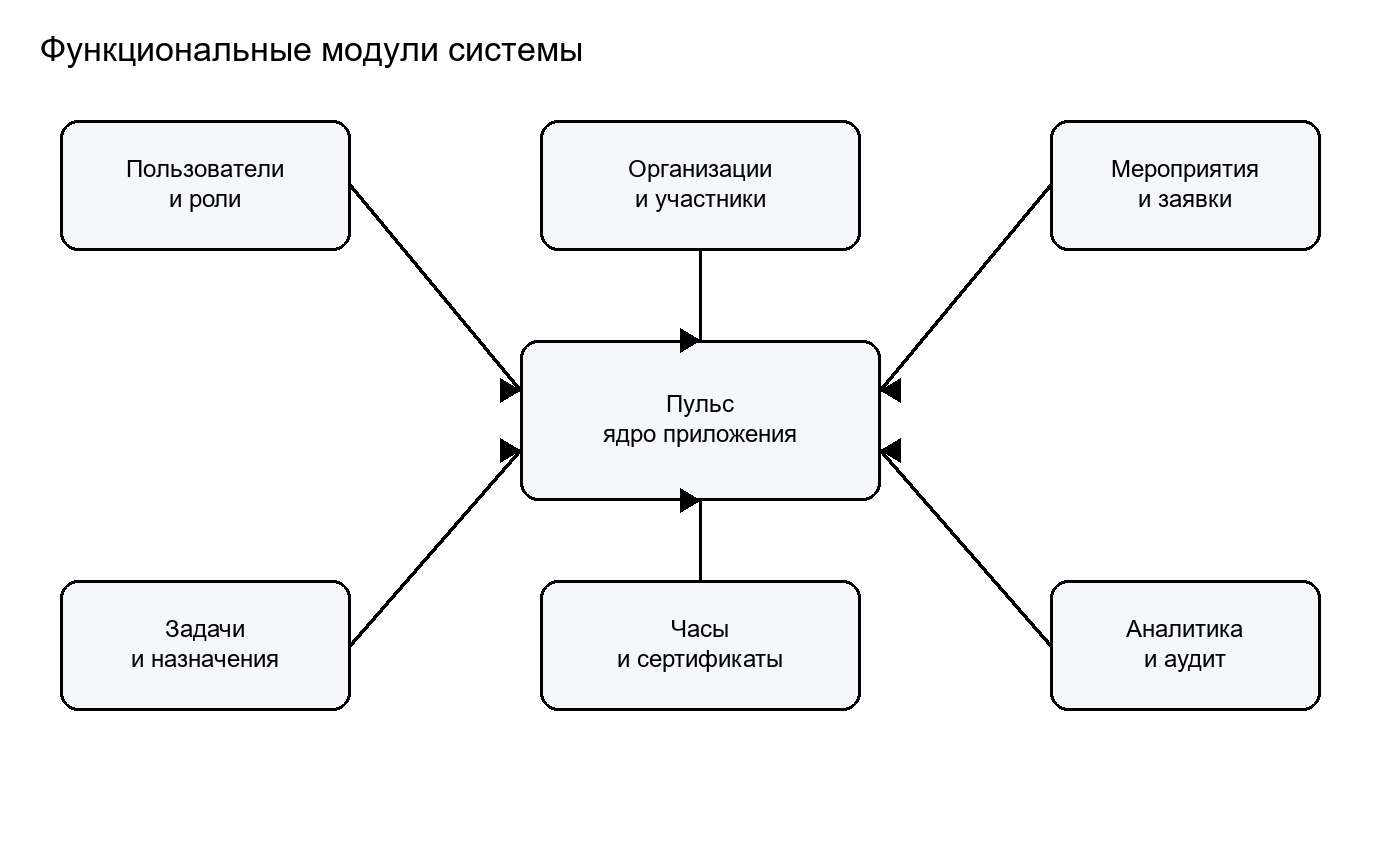 Функциональные модули системы
Пользователи
и роли
Организации
и участники
Мероприятия
и заявки
Пульс
ядро приложения
Задачи
и назначения
Часы
и сертификаты
Аналитика
и аудит